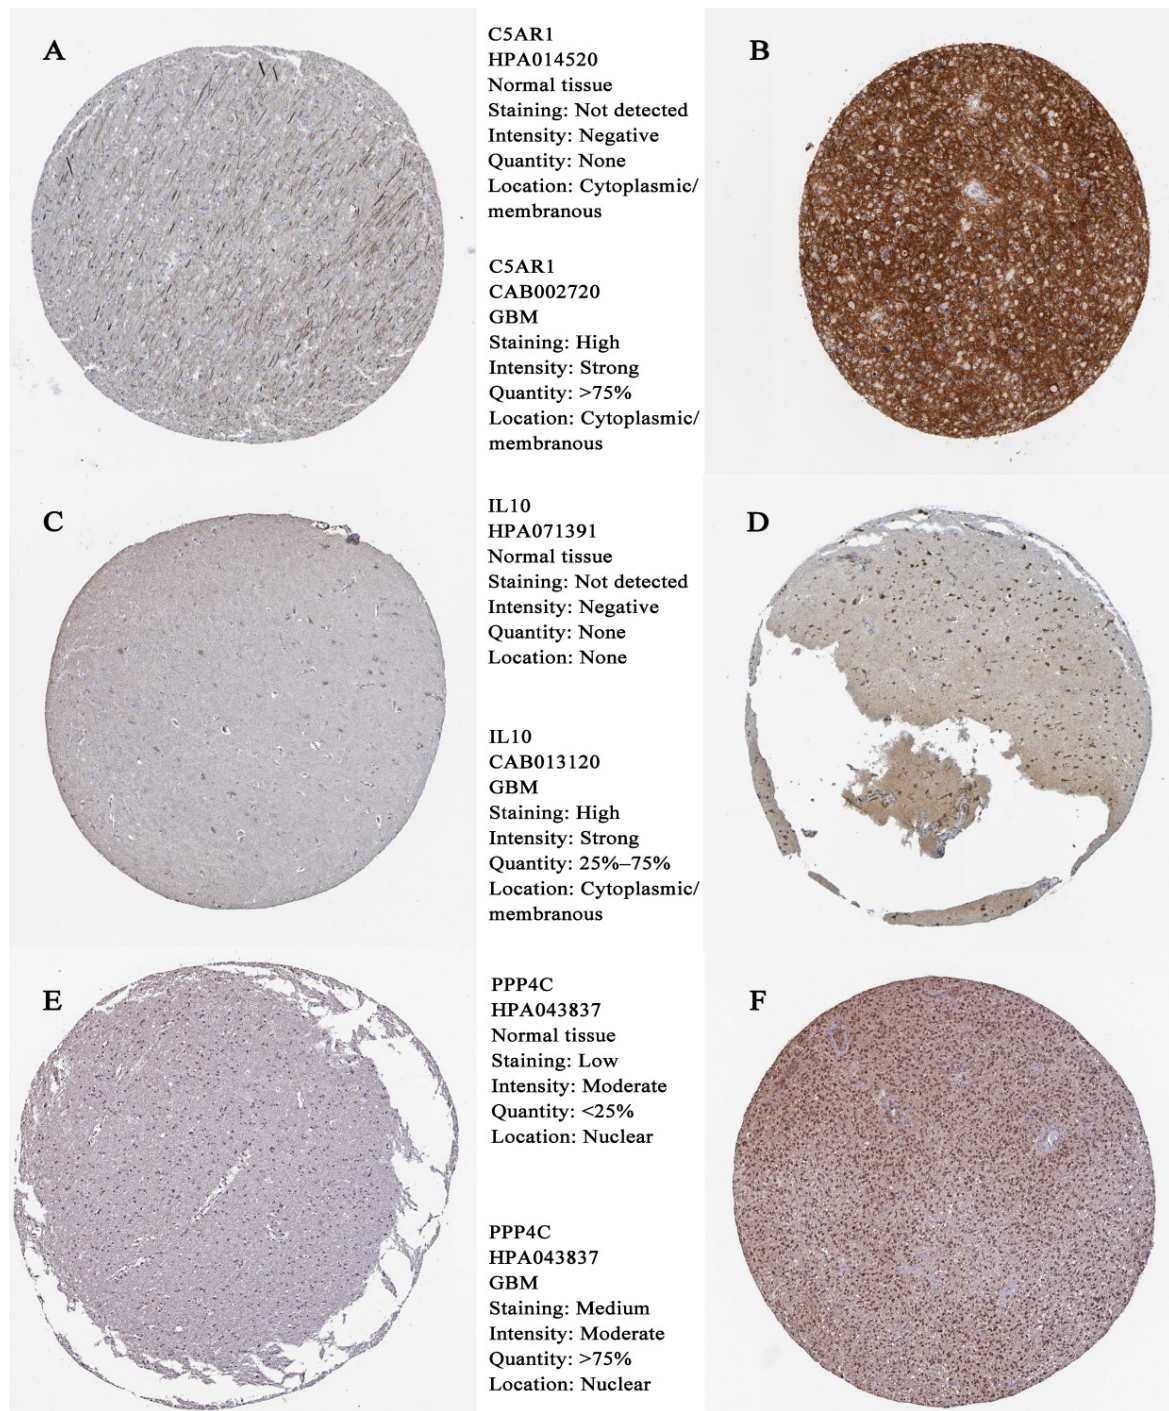 A
C5AR1
HPA014520
Normal tissue
Staining: Not detected
Intensity: Negative
Quantity: None
Location: Cytoplasmic/
membranous
C5AR1
CAB002720
GBM
Staining: High
Intensity: Strong
Quantity: >75%
Location: Cytoplasmic/
membranous
B
C
IL10
HPA071391
Normal tissue
Staining: Not detected
Intensity: Negative
Quantity: None
Location: None
IL10
CAB013120
GBM
Staining: High
Intensity: Strong
Quantity: 25%–75%
Location: Cytoplasmic/
membranous
D
E
PPP4C
HPA043837
Normal tissue
Staining: Low
Intensity: Moderate
Quantity: <25%
Location: Nuclear
PPP4C
HPA043837
GBM
Staining: Medium
Intensity: Moderate
Quantity: >75%
Location: Nuclear
F